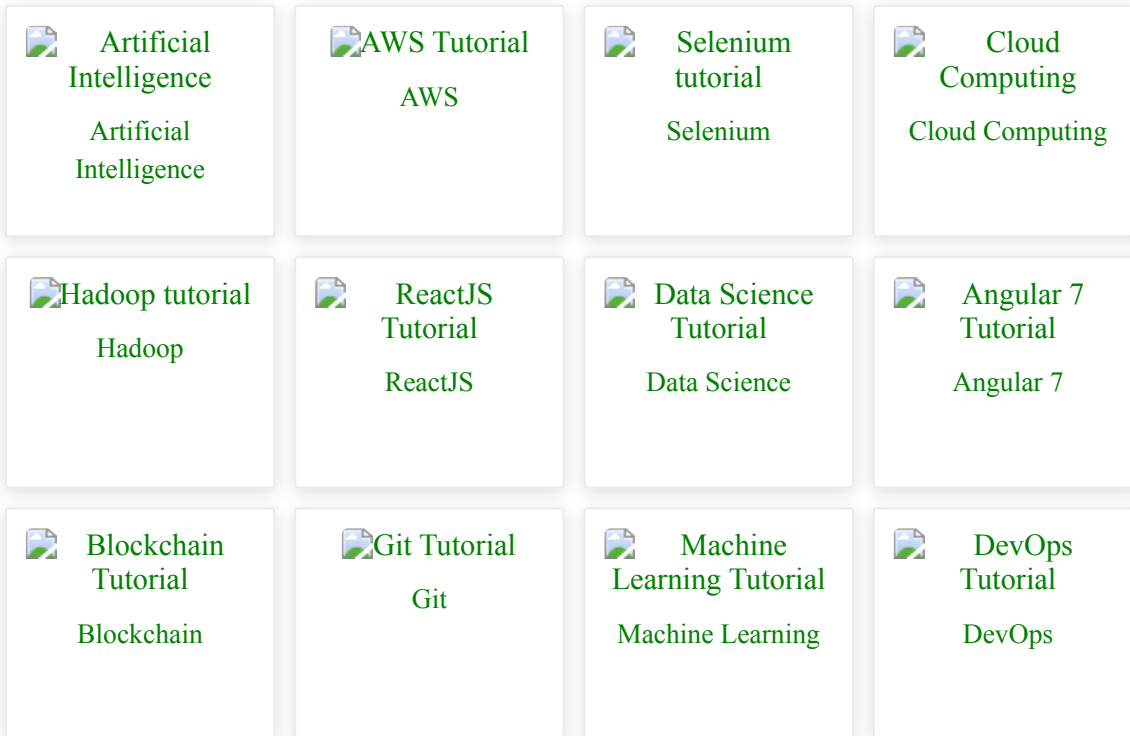 Artificial
Intelligence
Artificial
Intelligence
AWS Tutorial
AWS
Selenium
tutorial
Selenium
Cloud
Computing
Cloud Computing
Hadoop tutorial
Hadoop
ReactJS
Tutorial
ReactJS
Data Science
Tutorial
Data Science
Angular 7
Tutorial
Angular 7
Blockchain
Tutorial
Blockchain
Git Tutorial
Git
Machine
Learning Tutorial
Machine Learning
DevOps
Tutorial
DevOps